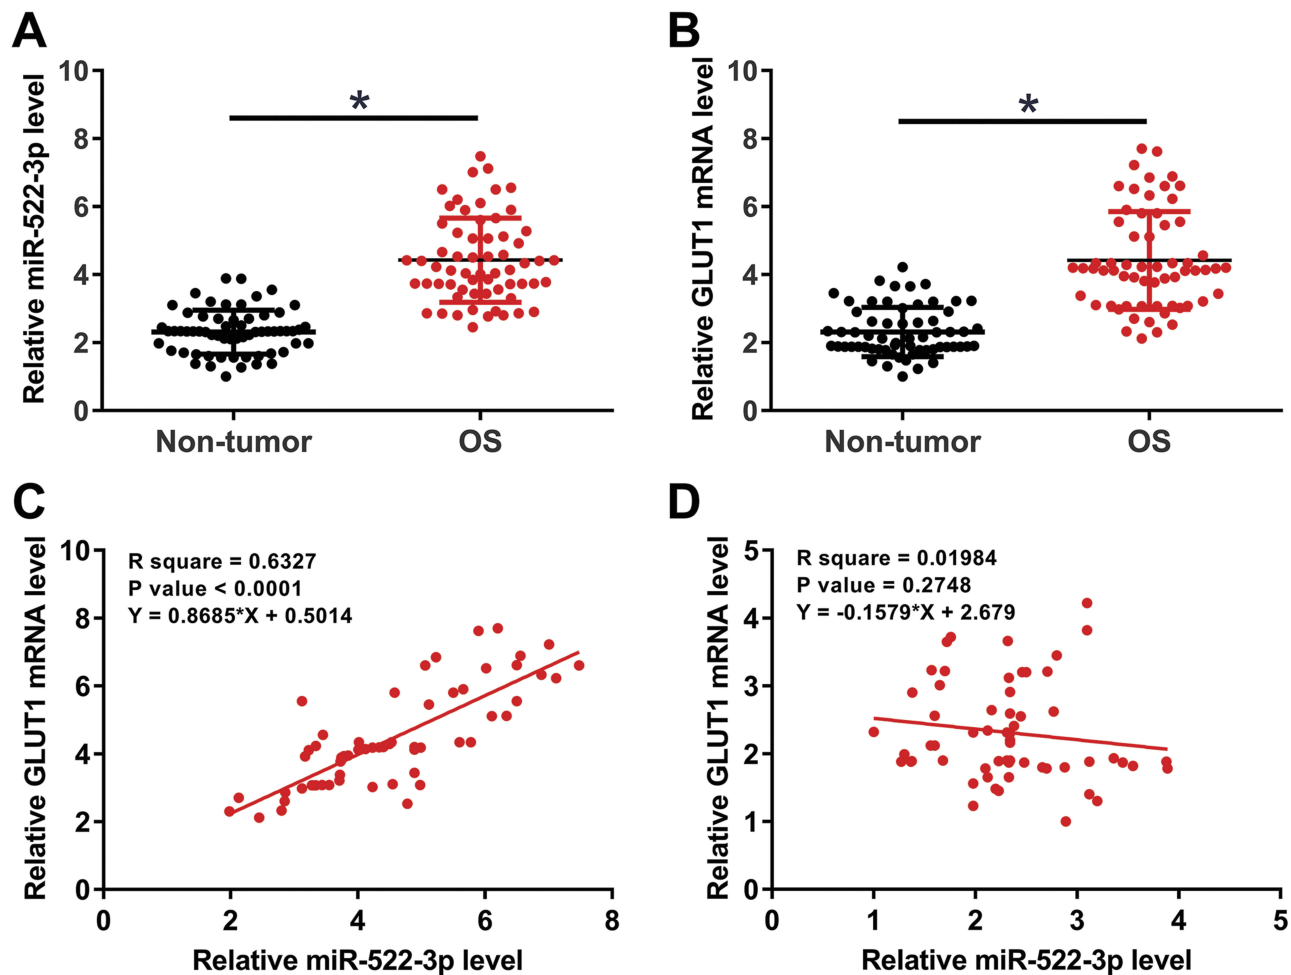 A
Relative miR-522-3p level
10
8
6
4
2
0
*
Non-tumor
OS
B
Relative GLUT1 mRNA level
10
8
6
4
2
0
*
Non-tumor
OS
C
Relative GLUT1 mRNA level
10
8
6
4
2
0
R square = 0.6327
P value < 0.0001
Y = 0.8685*X + 0.5014
0 2 4 6 8
Relative miR-522-3p level
D
Relative GLUT1 mRNA level
5
4
3
2
1
0
R square = 0.01984
P value = 0.2748
Y = -0.1579*X + 2.679
0 1 2 3 4 5
Relative miR-522-3p level